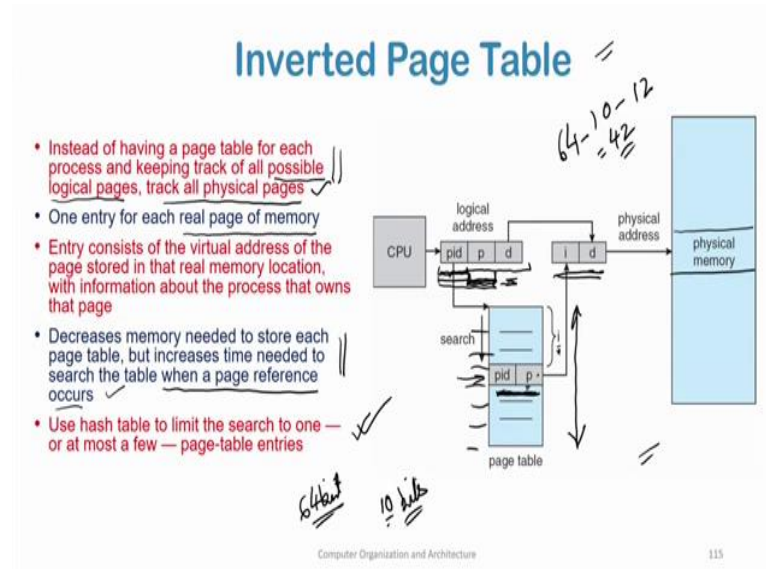 Inverted Page Table
64-10-12
= 42
• Instead of having a page table for each
process and keeping track of all possible
logical pages, track all physical pages
• One entry for each real page of memory
• Entry consists of the virtual address of the
page stored in that real memory location,
with information about the process that owns
that page
• Decreases memory needed to store each
page table, but increases time needed to
search the table when a page reference
occurs
• Use hash table to limit the search to one —
or at most a few — page-table entries
logical
address
physical
address
CPU
pid p d
i d
physical
memory
search
i
pid p
page table
64bit
10 bits
Computer Organization and Architecture
115